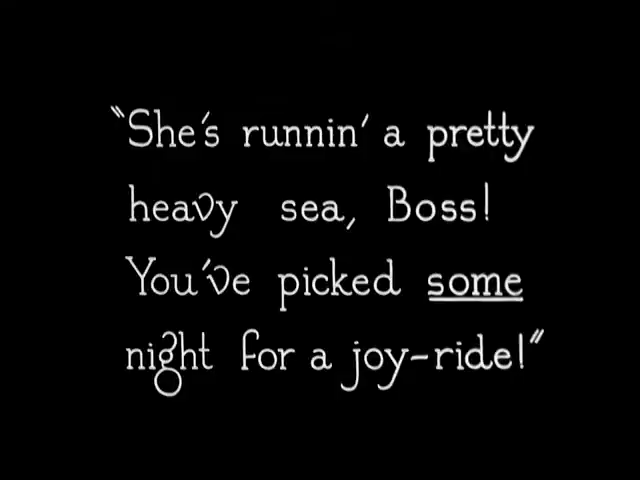 "She's runnin' a pretty
heavy sea, Boss!
You've picked some
night for a joy-ride!"